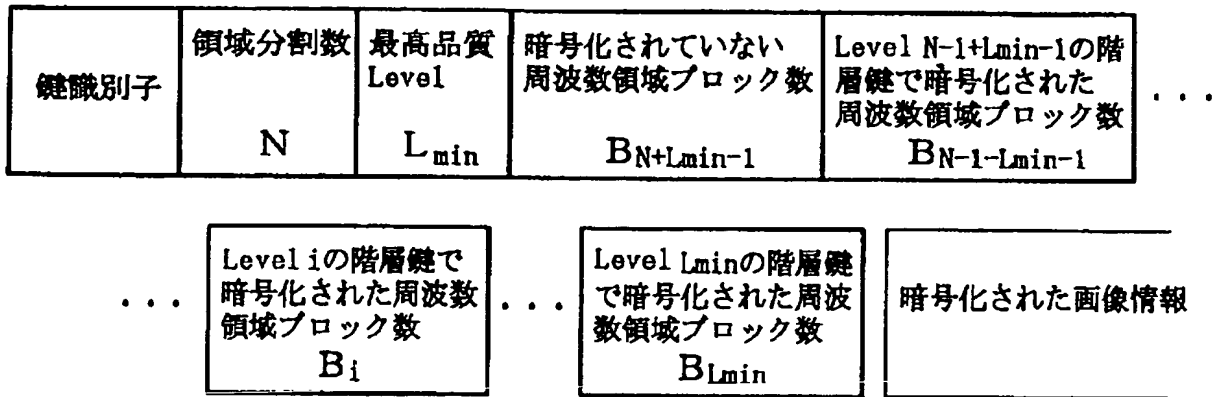 鍵識別子
領域分割数
N
最高品質
Level
Lmin
暗号化されていない
周波数領域ブロック数
BN+Lmin-1
Level N-1+Lmin-1の階
層鍵で暗号化された
周波数領域ブロック数
BN-1-Lmin-1
...
...
Level iの階層鍵で
暗号化された周波数
領域ブロック数
Bi
...
Level Lminの階層鍵
で暗号化された周波
数領域ブロック数
BLmin
暗号化された画像情報